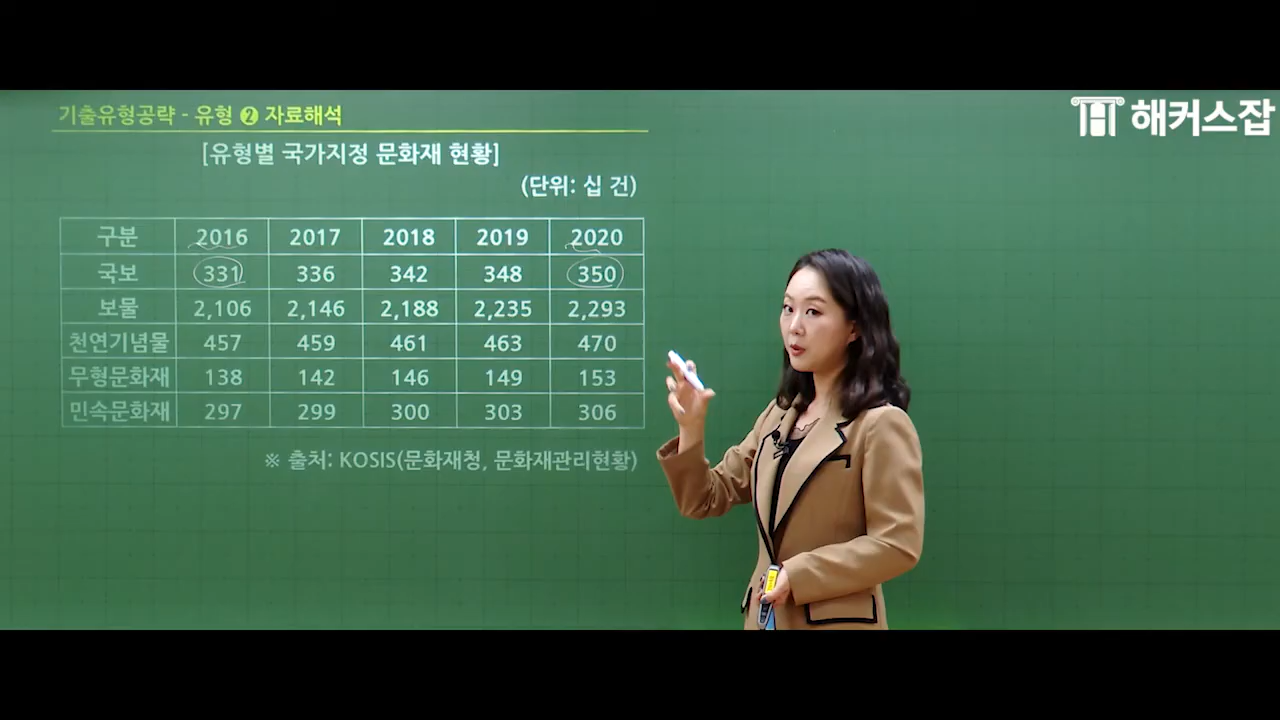 기출유형공략 - 유형 ❷ 자료해석
해커스잡
[유형별 국가지정 문화재 현황]
(단위: 십 건)
구분 2016 2017 2018 2019 2020
국보 331 336 342 348 350
보물 2,106 2,146 2,188 2,235 2,293
천연기념물 457 459 461 463 470
무형문화재 138 142 146 149 153
민속문화재 297 299 300 303 306
※ 출처: KOSIS(문화재청, 문화재관리현황)